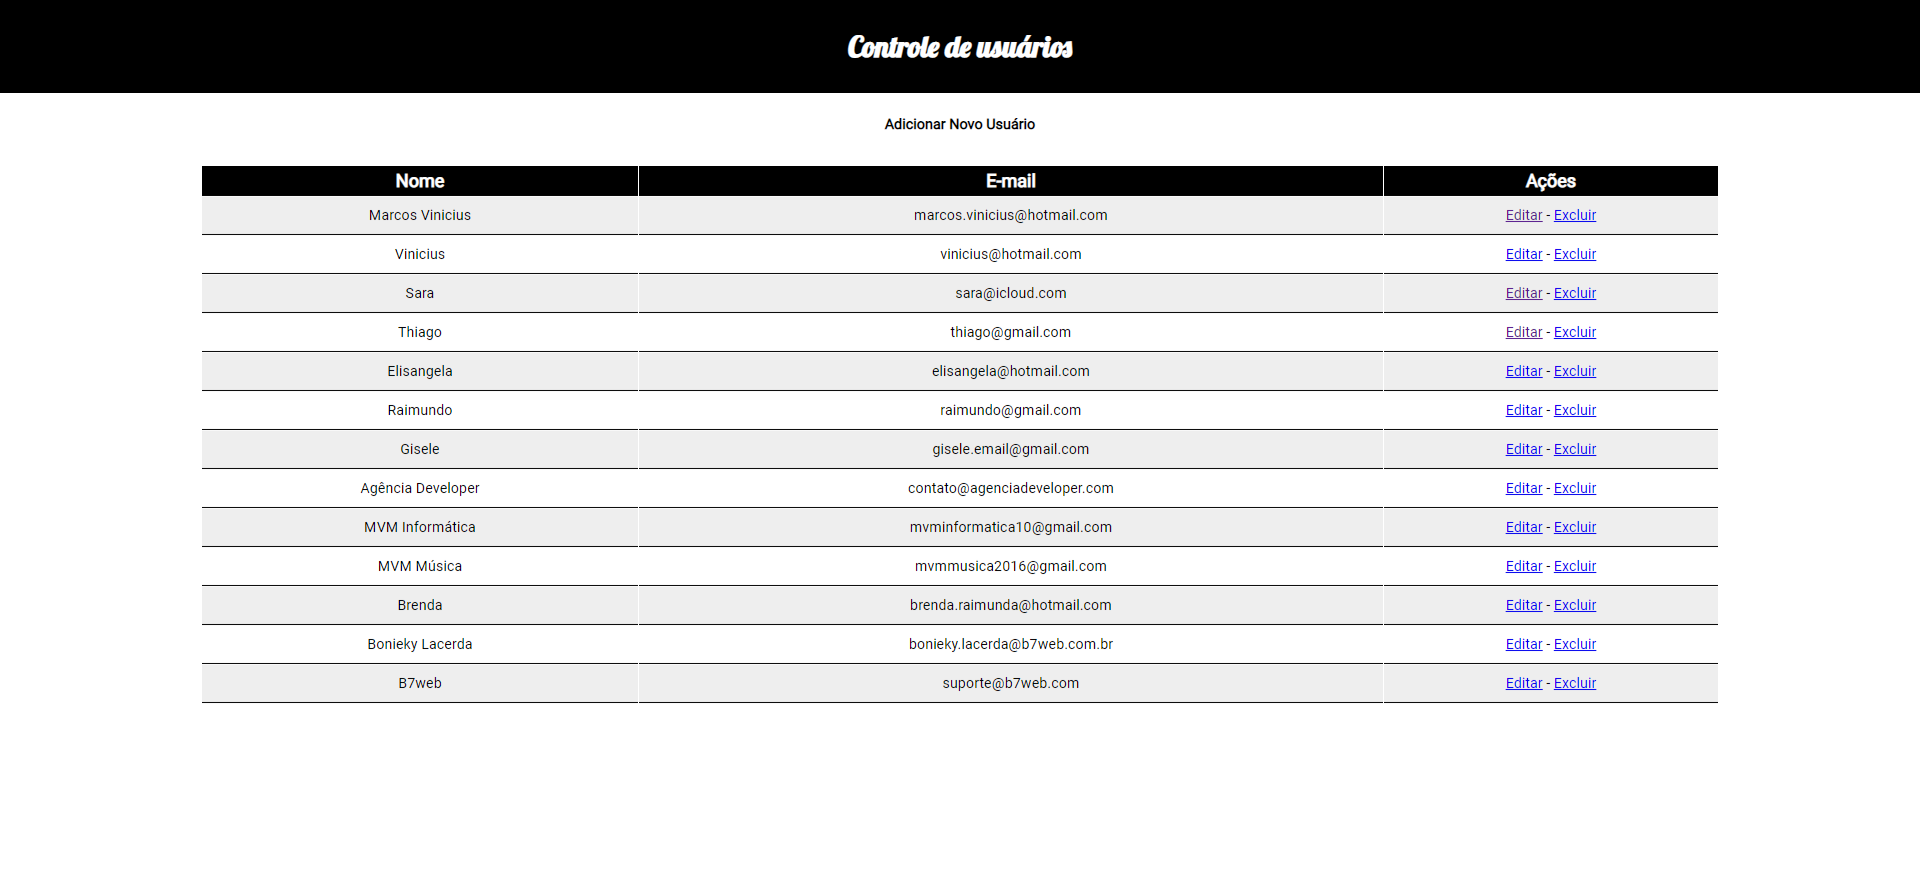 Controle de usuários
Adicionar Novo Usuário
Nome E-mail Ações
Marcos Vinicius marcos.vinicius@hotmail.com Editar - Excluir
Vinicius vinicius@hotmail.com Editar - Excluir
Sara sara@icloud.com Editar - Excluir
Thiago thiago@gmail.com Editar - Excluir
Elisangela elisangela@hotmail.com Editar - Excluir
Raimundo raimundo@gmail.com Editar - Excluir
Gisele gisele.email@gmail.com Editar - Excluir
Agência Developer contato@agenciadeveloper.com Editar - Excluir
MVM Informática mvminformatica10@gmail.com Editar - Excluir
MVM Música mvmmusica2016@gmail.com Editar - Excluir
Brenda brenda.raimunda@hotmail.com Editar - Excluir
Bonieky Lacerda bonieky.lacerda@b7web.com.br Editar - Excluir
B7web suporte@b7web.com Editar - Excluir